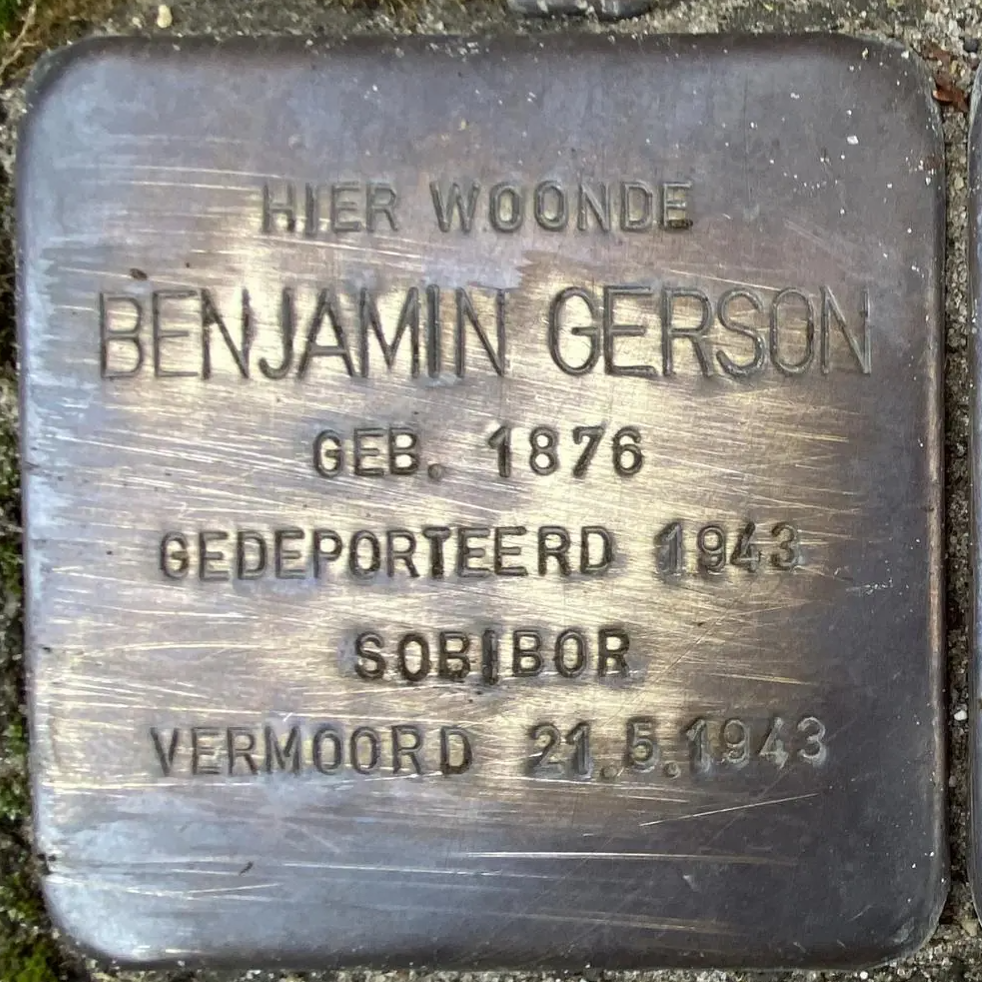 HIER WOONDE
BENJAMIN GERSON
GEB. 1876
GEDEPORTEERD 1943
SOBIBOR
VERMOORD 21.5.1943